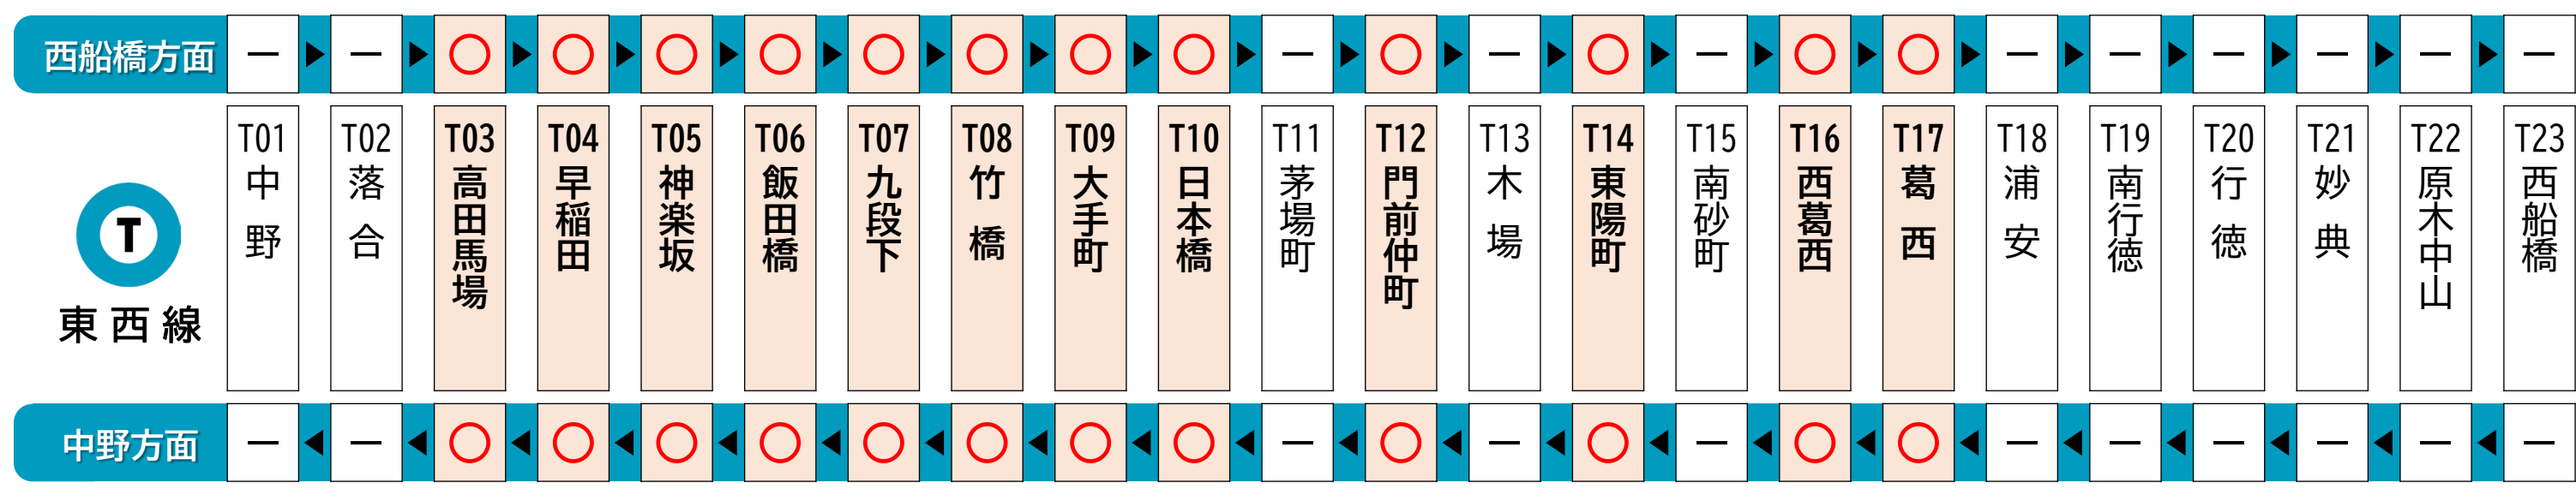 西船橋方面 － － ○ ○ ○ ○ ○ ○ ○ ○ － ○ － ○ － ○ ○ － － － － － －
T
東西線
T01 中野
T02 落合
T03 高田馬場
T04 早稲田
T05 神楽坂
T06 飯田橋
T07 九段下
T08 竹橋
T09 大手町
T10 日本橋
T11 茅場町
T12 門前仲町
T13 木場
T14 東陽町
T15 南砂町
T16 西葛西
T17 葛西
T18 浦安
T19 南行徳
T20 行徳
T21 妙典
T22 原木中山
T23 西船橋
中野方面 － － ○ ○ ○ ○ ○ ○ ○ ○ － ○ － ○ － ○ ○ － － － － － －